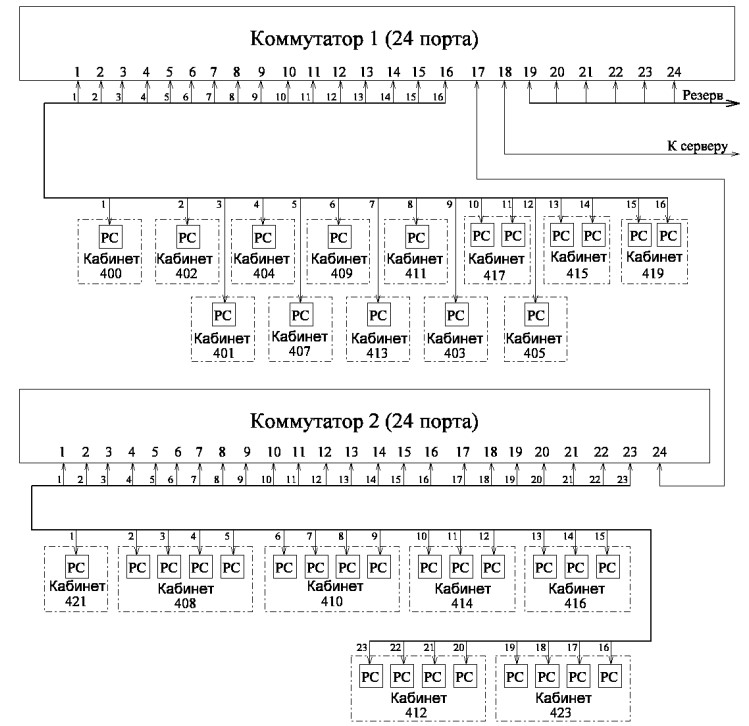 Коммутатор 1 (24 порта)
1 2 3 4 5 6 7 8 9 10 11 12 13 14 15 16 17 18 19 20 21 22 23 24
1 2 3 4 5 6 7 8 9 10 11 12 13 14 15 16
Резерв
К серверу
1 2 3 4 5 6 7 8 9 10 11 12 13 14 15 16
PC PC PC PC PC PC PC PC PC PC PC
Кабинет Кабинет Кабинет Кабинет Кабинет Кабинет Кабинет Кабинет
400 402 404 409 411 417 415 419
PC PC PC PC PC
Кабинет Кабинет Кабинет Кабинет Кабинет
401 407 413 403 405
Коммутатор 2 (24 порта)
1 2 3 4 5 6 7 8 9 10 11 12 13 14 15 16 17 18 19 20 21 22 23 24
1 2 3 4 5 6 7 8 9 10 11 12 13 14 15 16 17 18 19 20 21 22 23
1 2 3 4 5 6 7 8 9 10 11 12 13 14 15
PC PC PC PC PC PC PC PC PC PC PC PC PC PC PC
Кабинет Кабинет Кабинет Кабинет Кабинет
421 408 410 414 416
23 22 21 20 19 18 17 16
PC PC PC PC PC PC PC PC
Кабинет Кабинет
412 423